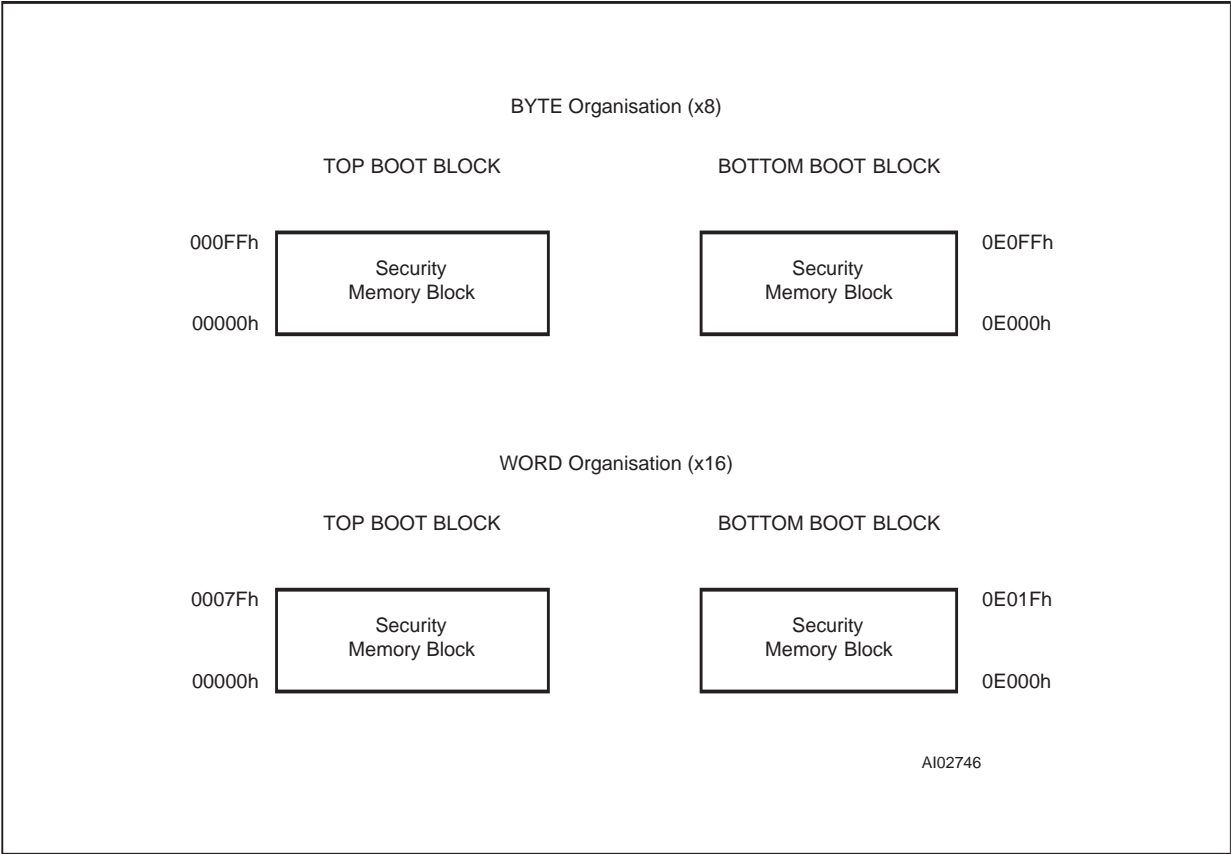 BYTE Organisation (x8)
TOP BOOT BLOCK
BOTTOM BOOT BLOCK
000FFh
Security
Memory Block
00000h
Security
Memory Block
0E0FFh
0E000h
WORD Organisation (x16)
TOP BOOT BLOCK
BOTTOM BOOT BLOCK
0007Fh
Security
Memory Block
00000h
Security
Memory Block
0E01Fh
0E000h
AI02746